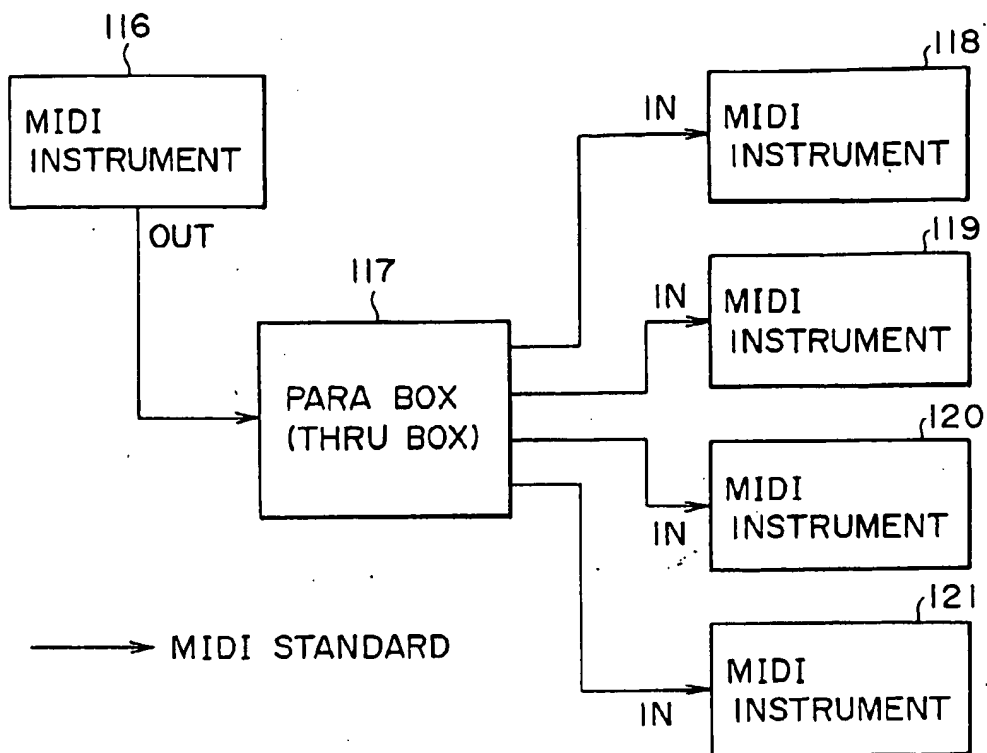 116
MIDI
INSTRUMENT
OUT
117
PARA BOX
(THRU BOX)
118
IN
MIDI
INSTRUMENT
119
IN
MIDI
INSTRUMENT
120
IN
MIDI
INSTRUMENT
121
IN
MIDI
INSTRUMENT
MIDI STANDARD